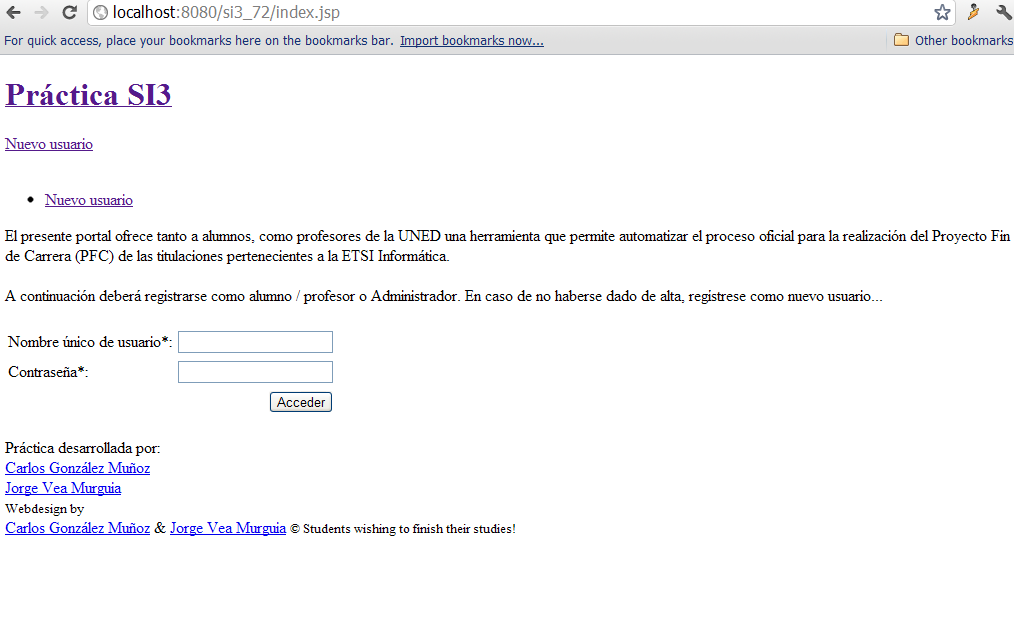 localhost:8080/si3_72/index.jsp
For quick access, place your bookmarks here on the bookmarks bar. Import bookmarks now... Other bookmarks
Práctica SI3
Nuevo usuario
Nuevo usuario
El presente portal ofrece tanto a alumnos, como profesores de la UNED una herramienta que permite automatizar el proceso oficial para la realización del Proyecto Fin
de Carrera (PFC) de las titulaciones pertenecientes a la ETSI Informática.
A continuación deberá registrarse como alumno / profesor o Administrador. En caso de no haberse dado de alta, regístrese como nuevo usuario...
Nombre único de usuario*:
Contraseña*:
Acceder
Práctica desarrollada por:
Carlos González Muñoz
Jorge Vea Murguia
Webdesign by
Carlos González Muñoz & Jorge Vea Murguia © Students wishing to finish their studies!